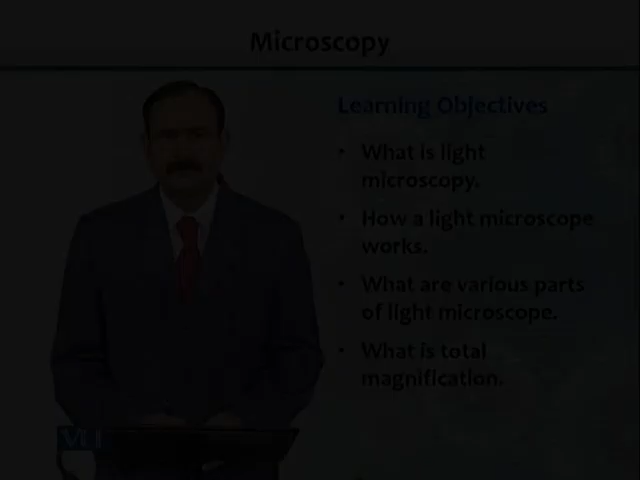 Microscopy
Learning Objectives
• What is light
microscopy.
• How a light microscope
works.
• What are various parts
of light microscope.
• What is total
magnification.
VU